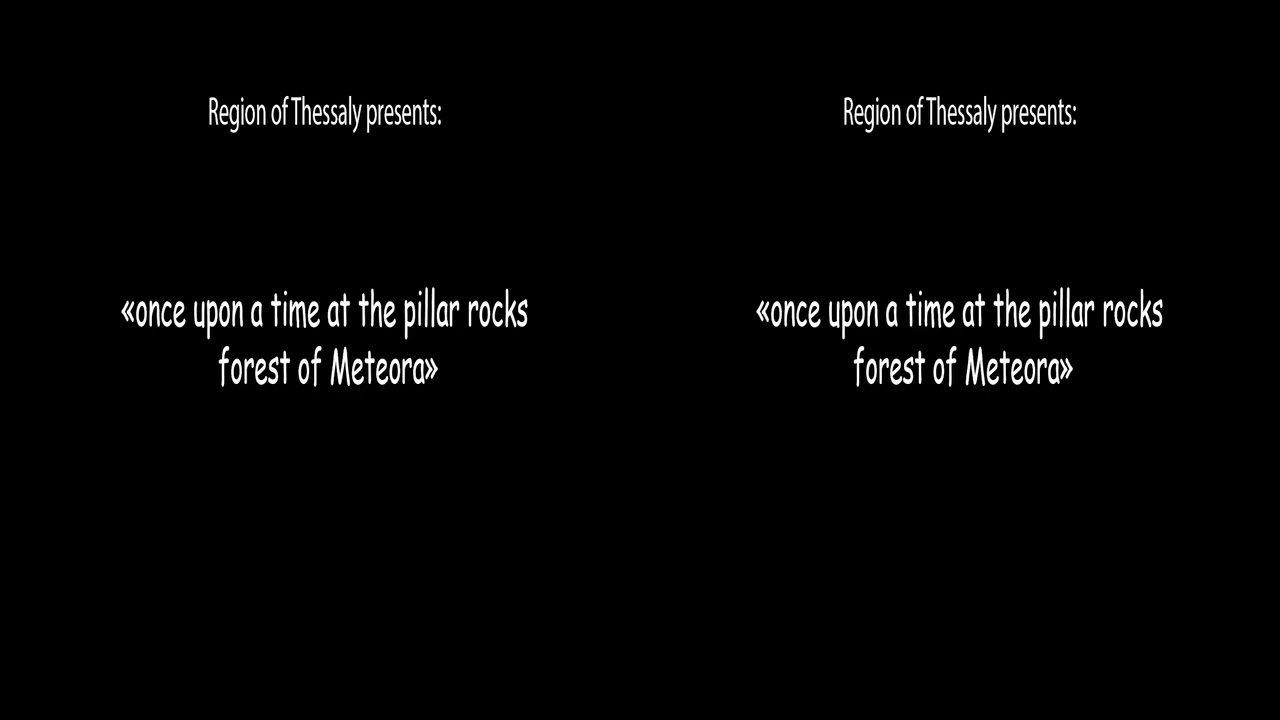 Region of Thessaly presents:
«once upon a time at the pillar rocks
forest of Meteora»
Region of Thessaly presents:
«once upon a time at the pillar rocks
forest of Meteora»